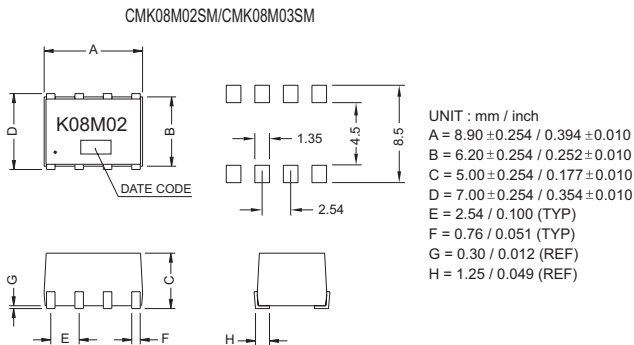 CMK08M02SM/CMK08M03SM
A
D
K08M02
B
DATE CODE
1.35
4.5
8.5
2.54
G
C
E
F
H
UNIT : mm / inch
A = 8.90 ±0.254 / 0.394 ±0.010
B = 6.20 ±0.254 / 0.252 ±0.010
C = 5.00 ±0.254 / 0.177 ±0.010
D = 7.00 ±0.254 / 0.354 ±0.010
E = 2.54 / 0.100 (TYP)
F = 0.76 / 0.051 (TYP)
G = 0.30 / 0.012 (REF)
H = 1.25 / 0.049 (REF)